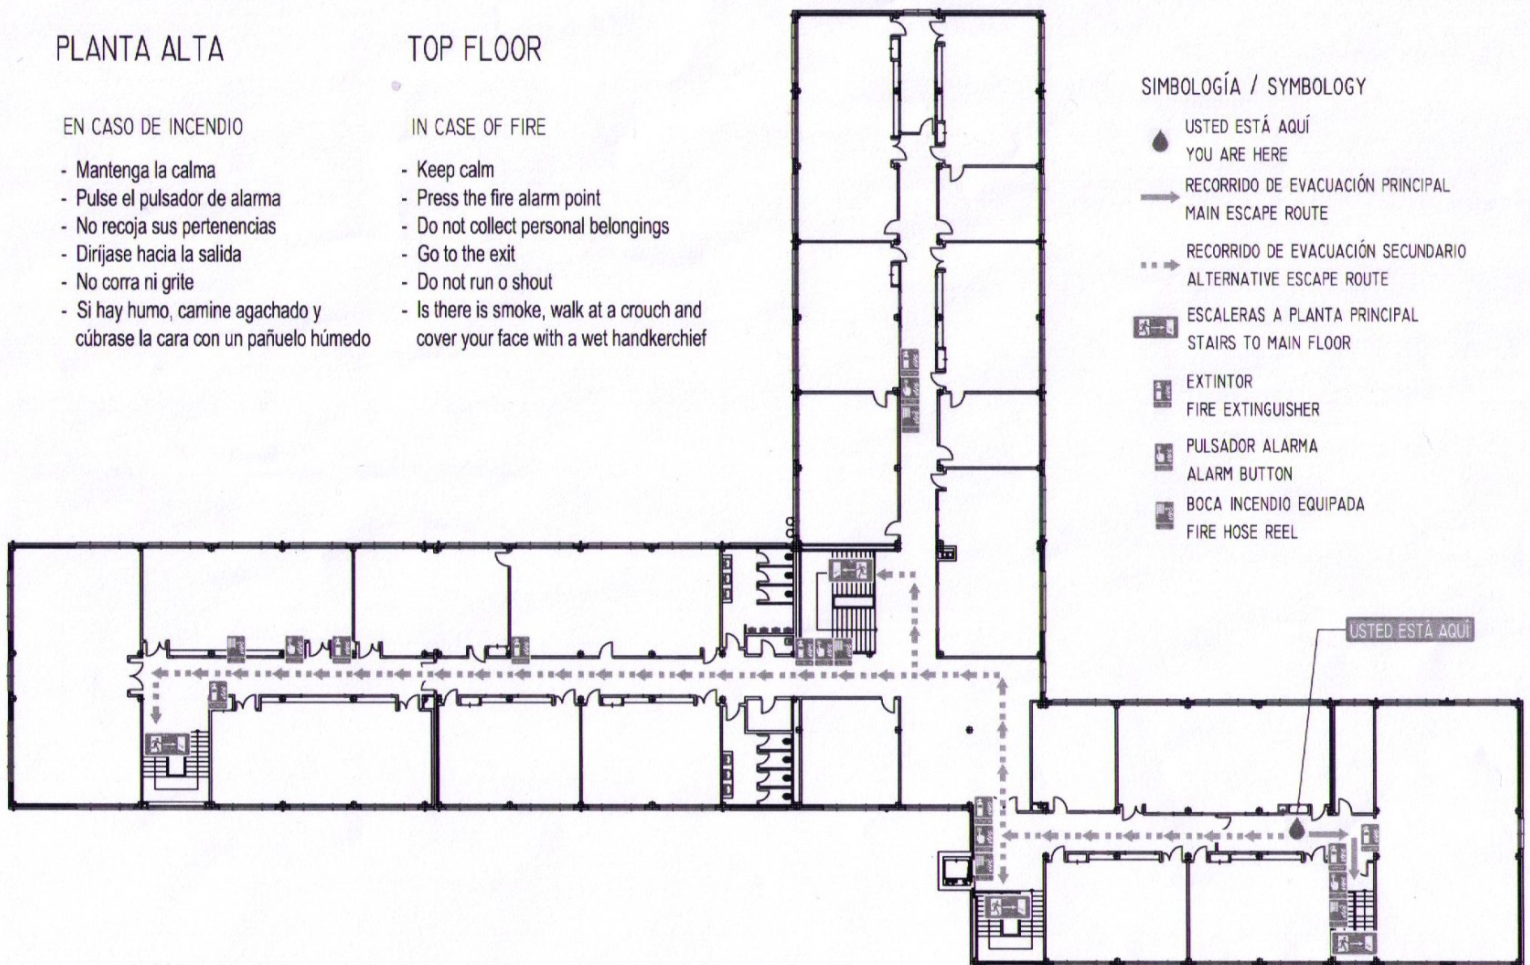 PLANTA ALTA
EN CASO DE INCENDIO
- Mantenga la calma
- Pulse el pulsador de alarma
- No recoja sus pertenencias
- Diríjase hacia la salida
- No corra ni grite
- Si hay humo, camine agachado y
cúbrase la cara con un pañuelo húmedo
TOP FLOOR
IN CASE OF FIRE
- Keep calm
- Press the fire alarm point
- Do not collect personal belongings
- Go to the exit
- Do not run o shout
- Is there is smoke, walk at a crouch and
cover your face with a wet handkerchief
SIMBOLOGÍA / SYMBOLOGY
USTED ESTÁ AQUÍ
YOU ARE HERE
RECORRIDO DE EVACUACIÓN PRINCIPAL
MAIN ESCAPE ROUTE
RECORRIDO DE EVACUACIÓN SECUNDARIO
ALTERNATIVE ESCAPE ROUTE
ESCALERAS A PLANTA PRINCIPAL
STAIRS TO MAIN FLOOR
EXTINTOR
FIRE EXTINGUISHER
PULSADOR ALARMA
ALARM BUTTON
BOCA INCENDIO EQUIPADA
FIRE HOSE REEL
USTED ESTÁ AQUÍ